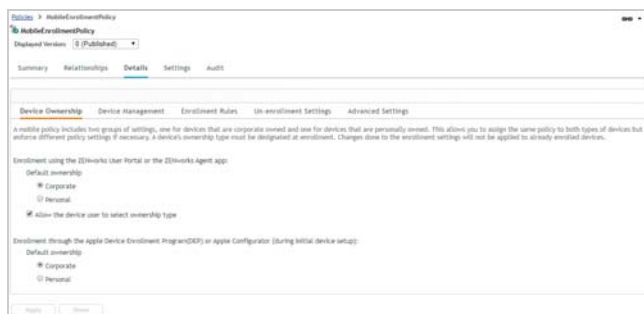 Policies > MobileEnrollmentPolicy
MobileEnrollmentPolicy
Displayed Version: 0 (Published)
Summary Relationships Details Settings Audit
Device Ownership Device Management Enrollment Rules Un-enrollment Settings Advanced Settings
A mobile policy includes two groups of settings, one for devices that are corporate owned and one for devices that are personally owned. This allows you to assign the same policy to both types of devices but
enforce different policy settings if necessary. A device's ownership type must be designated at enrollment. Changes done to the enrollment settings will not be applied to already enrolled devices.
Enrollment using the ZENworks User Portal or the ZENworks Agent app:
Default ownership
Corporate
Personal
Allow the device user to select ownership type
Enrollment through the Apple Device Enrollment Program(DEP) or Apple Configurator (during initial device setup):
Default ownership
Corporate
Personal
Apply Reset